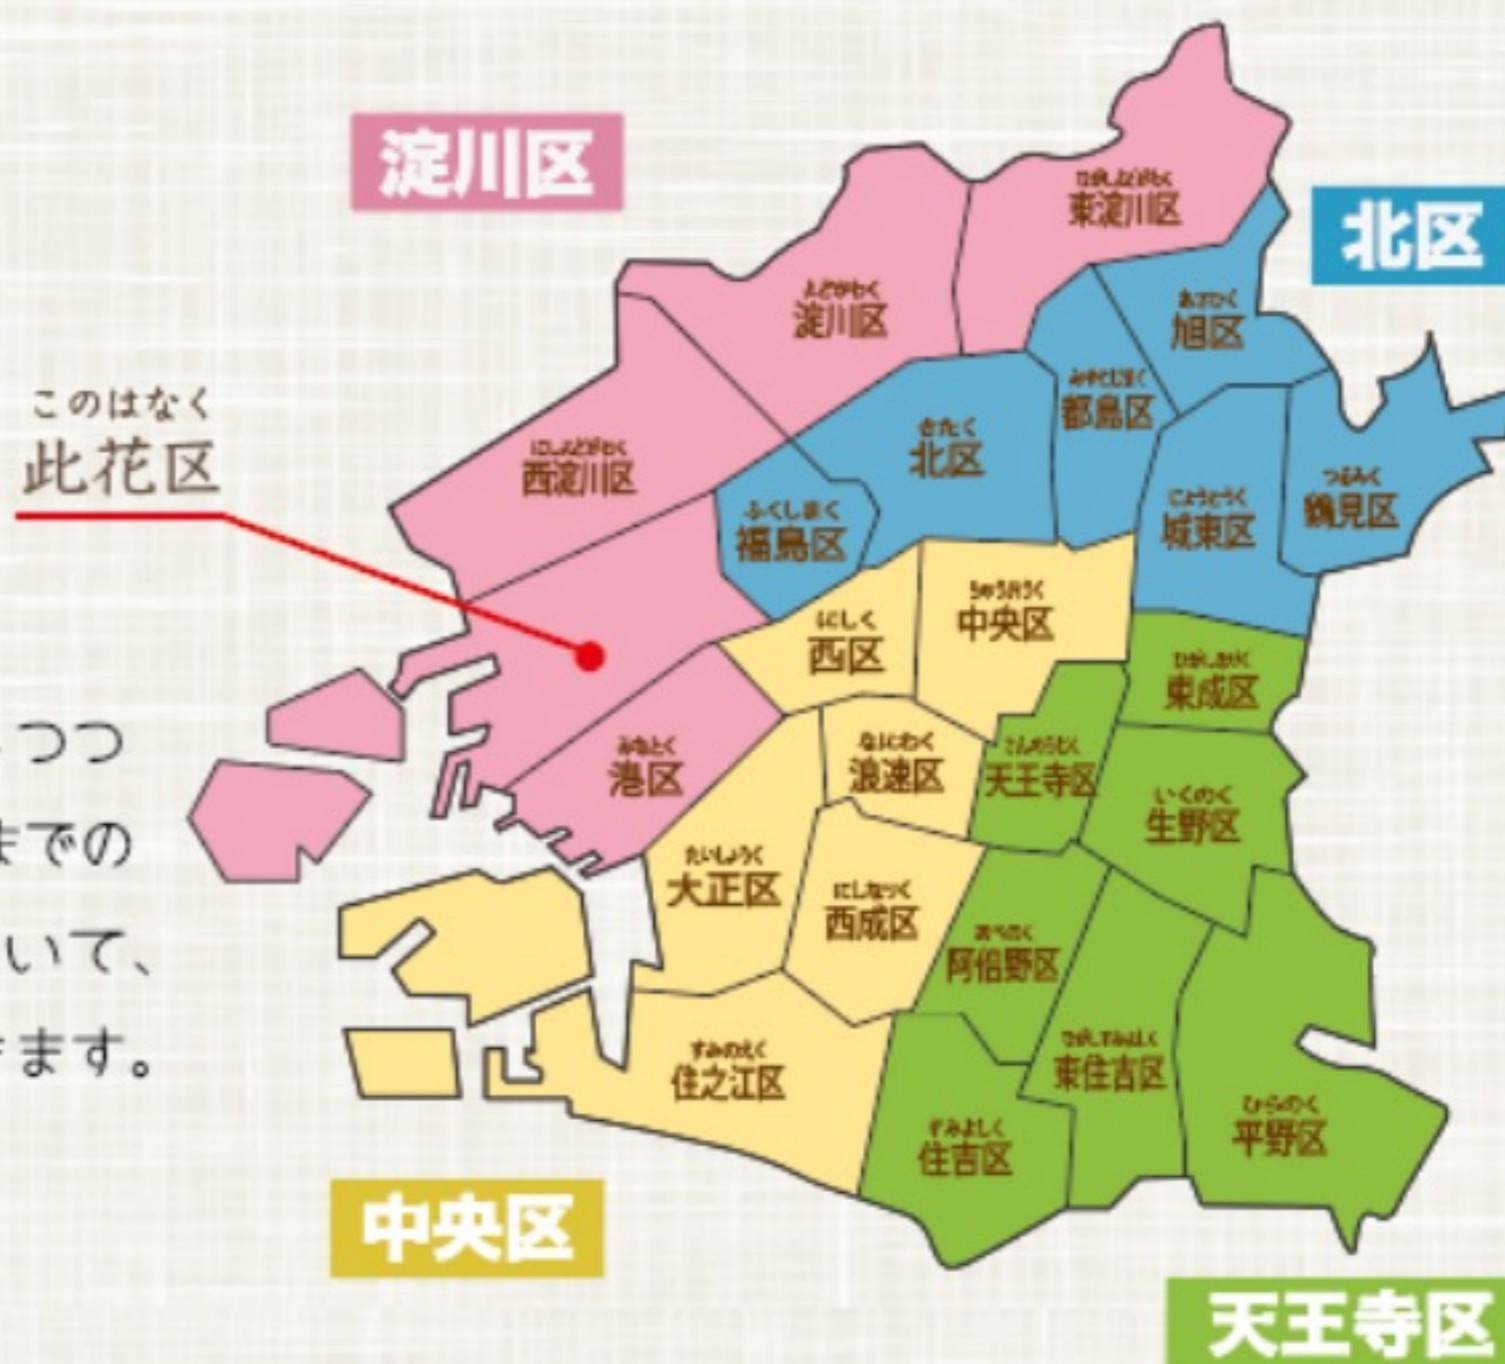 淀川区
北区
このはなく
此花区
ひがしよどがわく
東淀川区
よどがわく
淀川区
あさひく
旭区
みやこじまく
都島区
きたく
北区
にしよどがわく
西淀川区
ふくしまく
福島区
じょうとうく
城東区
つるみく
鶴見区
ちゅうおうく
中央区
にしく
西区
ひがしなりく
東成区
つつ
みなとく
港区
なにわく
浪速区
てんのうじく
天王寺区
いくのく
生野区
までの
たいしょうく
大正区
にしなりく
西成区
あべのく
阿倍野区
いて、
ます。
すみのえく
住之江区
ひがしすみよしく
東住吉区
すみよしく
住吉区
ひらのく
平野区
中央区
天王寺区